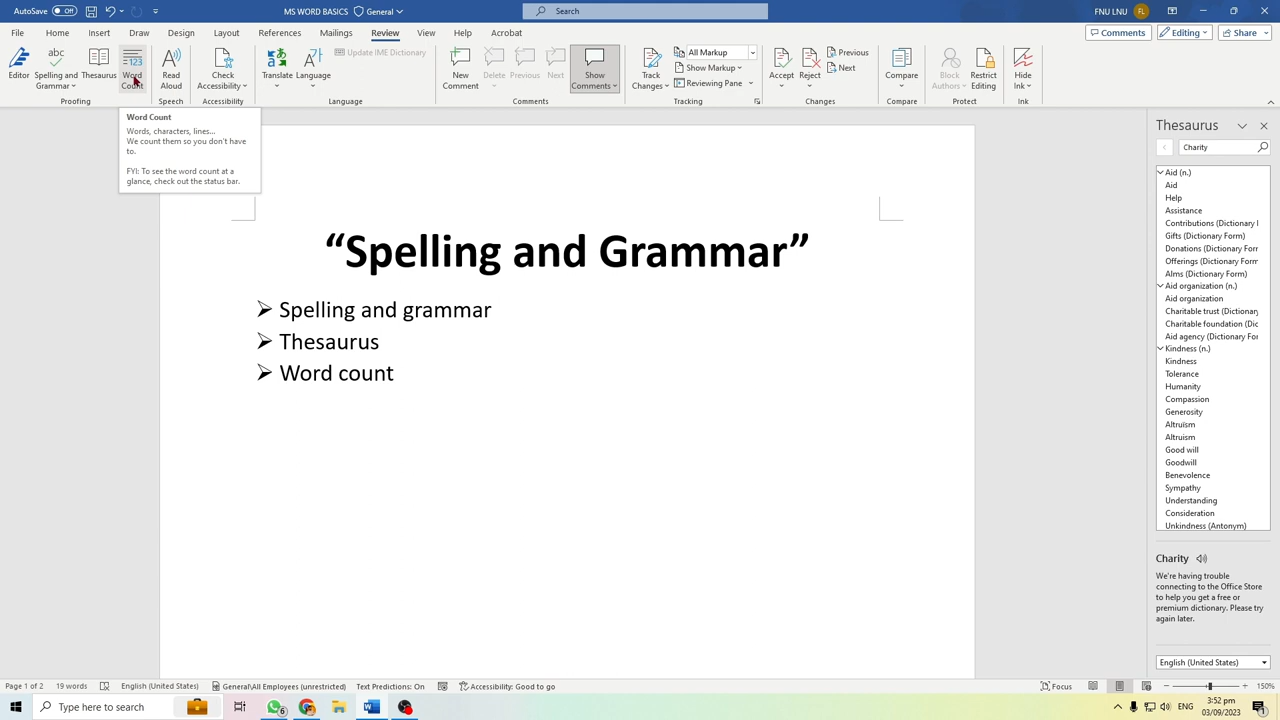 AutoSave Off MS WORD BOOK Search FNU LNU FL
File Home Insert Draw Design Layout References Mailings Review View Help Acrobat Comments Editing Share
Editor Spelling and Grammar Thesaurus Word Count Read Aloud Check Accessibility Translate Language Update IME Dictionary New Comment Delete Previous Next Show Comments Track Changes All Markup Show Markup Reviewing Pane Accept Reject Previous Next Compare Block Authors Restrict Editing Hide Ink
Proofing Speech Accessibility Language Comments Tracking Changes Compare Protect Ink
Word Count
Words, characters, lines...
We count them so you don't have
to.
FYI: To see the word count at a
glance, check out the status bar.
“Spelling and Grammar”
Spelling and grammar
Thesaurus
Word count
Thesaurus
Charity
Aid (n.)
Aid
Help
Assistance
Contributions (Dictionary
Gifts (Dictionary Form)
Donations (Dictionary Forr
Offerings (Dictionary Form
Alms (Dictionary Form)
Aid organization (n.)
Aid organization
Charitable trust (Dictionary
Charitable foundation (Dic
Aid agency (Dictionary For
Kindness (n.)
Kindness
Tolerance
Humanity
Compassion
Generosity
Altruïsm
Altruism
Good will
Goodwill
Benevolence
Sympathy
Understanding
Consideration
Unkindness (Antonym)
Charity
We're having trouble
connecting to the Office Store
to help you get a free or
premium dictionary. Please try
again later.
English (United States)
Page 1 of 2 19 words English (United States) General\All Employees (unrestricted) Text Predictions: On Accessibility: Good to go Focus 150%
Type here to search 6 ENG 3:52 pm
03/09/2023 1